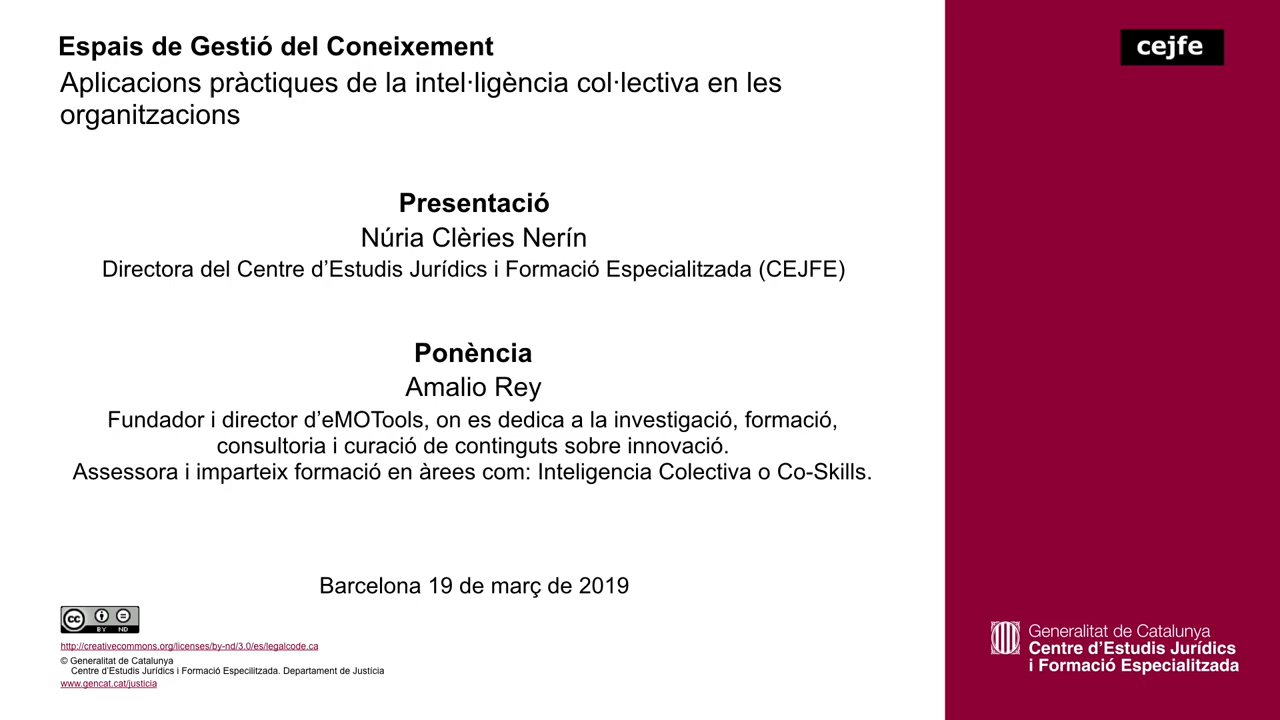 Espais de Gestió del Coneixement
Aplicacions pràctiques de la intel·ligència col·lectiva en les
organitzacions
Presentació
Núria Clèries Nerín
Directora del Centre d’Estudis Jurídics i Formació Especialitzada (CEJFE)
Ponència
Amalio Rey
Fundador i director d’eMOTools, on es dedica a la investigació, formació,
consultoria i curació de continguts sobre innovació.
Assessora i imparteix formació en àrees com: Inteligencia Colectiva o Co-Skills.
Barcelona 19 de març de 2019
cc BY ND
http://creativecommons.org/licenses/by-nd/3.0/es/legalcode.ca
© Generalitat de Catalunya
Centre d’Estudis Jurídics i Formació Especilitzada. Departament de Justícia
www.gencat.cat/justicia
cejfe
Generalitat de Catalunya
Centre d’Estudis Jurídics
i Formació Especialitzada